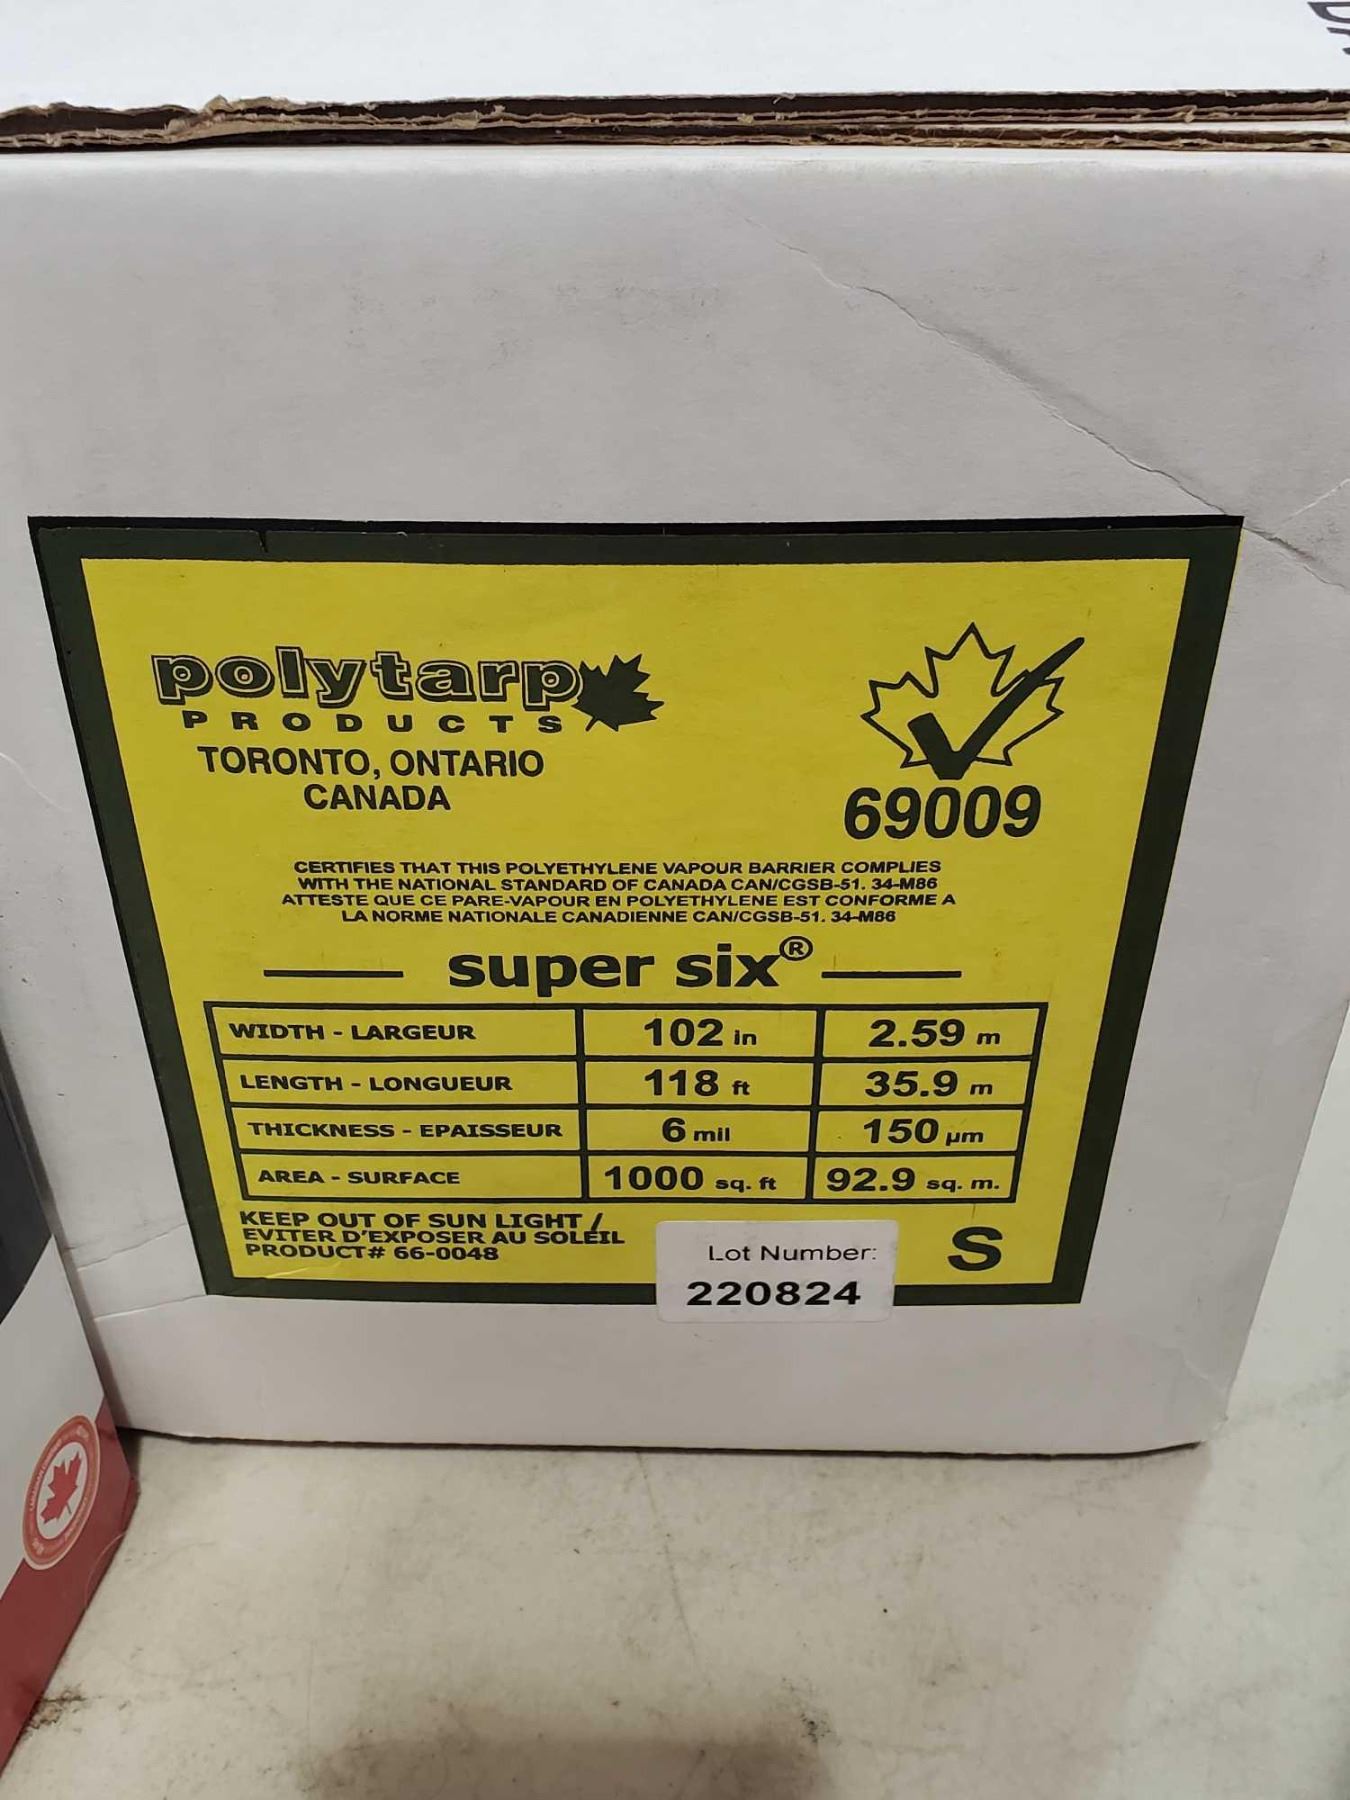 polytarp
PRODUCTS
TORONTO, ONTARIO
CANADA
69009
CERTIFIES THAT THIS POLYETHYLENE VAPOUR BARRIER COMPLIES
WITH THE NATIONAL STANDARD OF CANADA CAN/CGSB-51. 34-M86
ATTESTE QUE CE PARE-VAPOUR EN POLYETHYLENE EST CONFORME A
LA NORME NATIONALE CANADIENNE CAN/CGSB-51. 34-M86
super six®
WIDTH - LARGEUR 102 in 2.59 m
LENGTH - LONGUEUR 118 ft 35.9 m
THICKNESS - EPAISSEUR 6 mil 150 µm
AREA - SURFACE 1000 sq. ft 92.9 sq. m.
KEEP OUT OF SUN LIGHT /
EVITER D'EXPOSER AU SOLEIL
PRODUCT# 66-0048
S
Lot Number:
220824